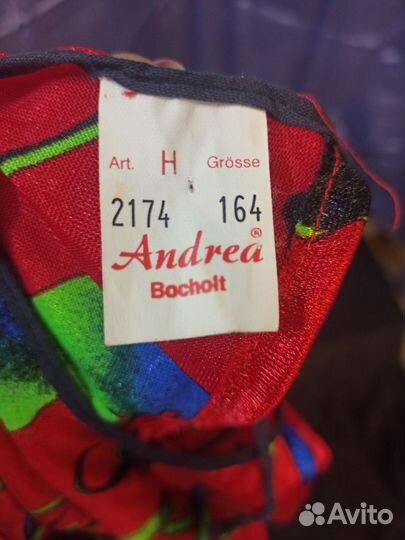 Art. H Grösse
2174 164
Andrea®
Bocholt
Avito